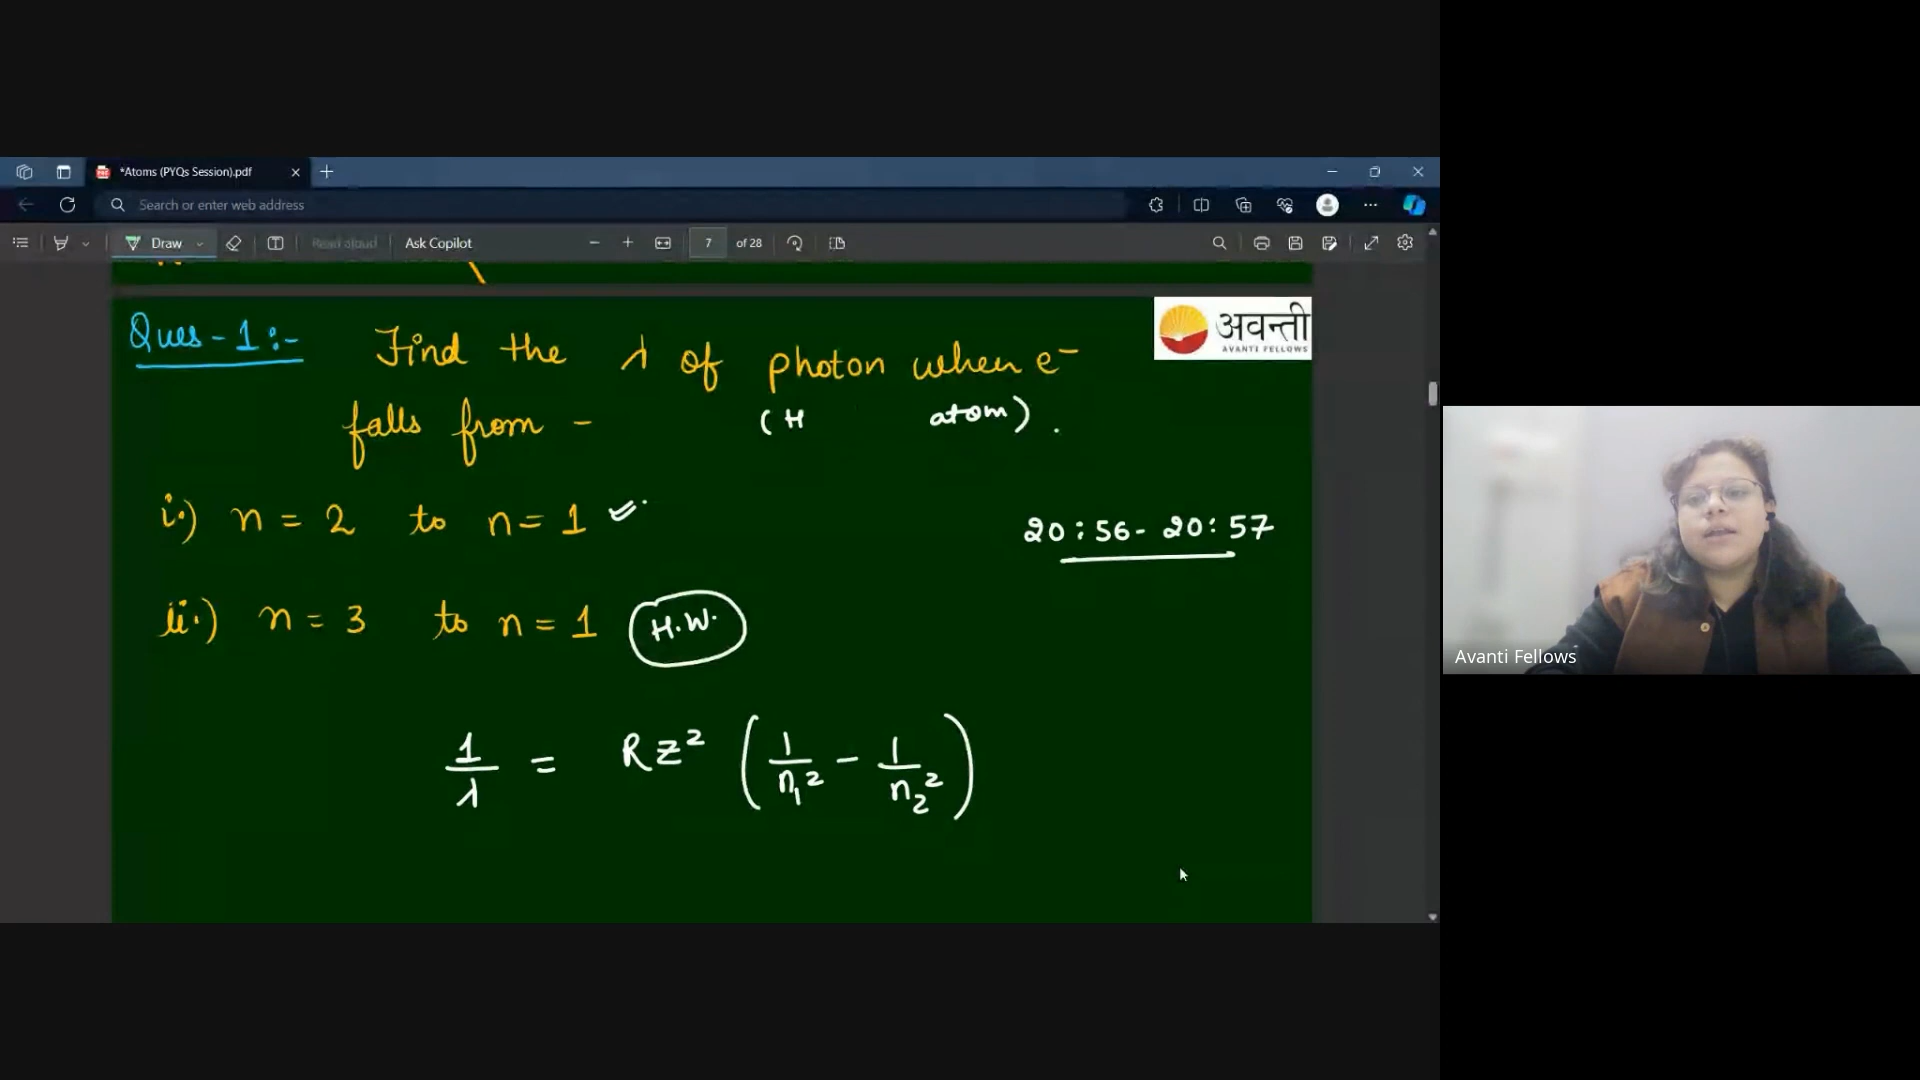 *Atoms (PYQs Session).pdf
Search or enter web address
Draw
Read aloud
Ask Copilot
7 of 28
Ques - 1 :-
Find the λ of photon when e⁻
falls from -
(H atom).
अवन्ती
AVANTI FELLOWS
i.) n = 2 to n = 1
20:56 - 20:57
ii.) n = 3 to n = 1
H.W.
1/λ = RZ² (1/n₁² - 1/n₂²)
Avanti Fellows